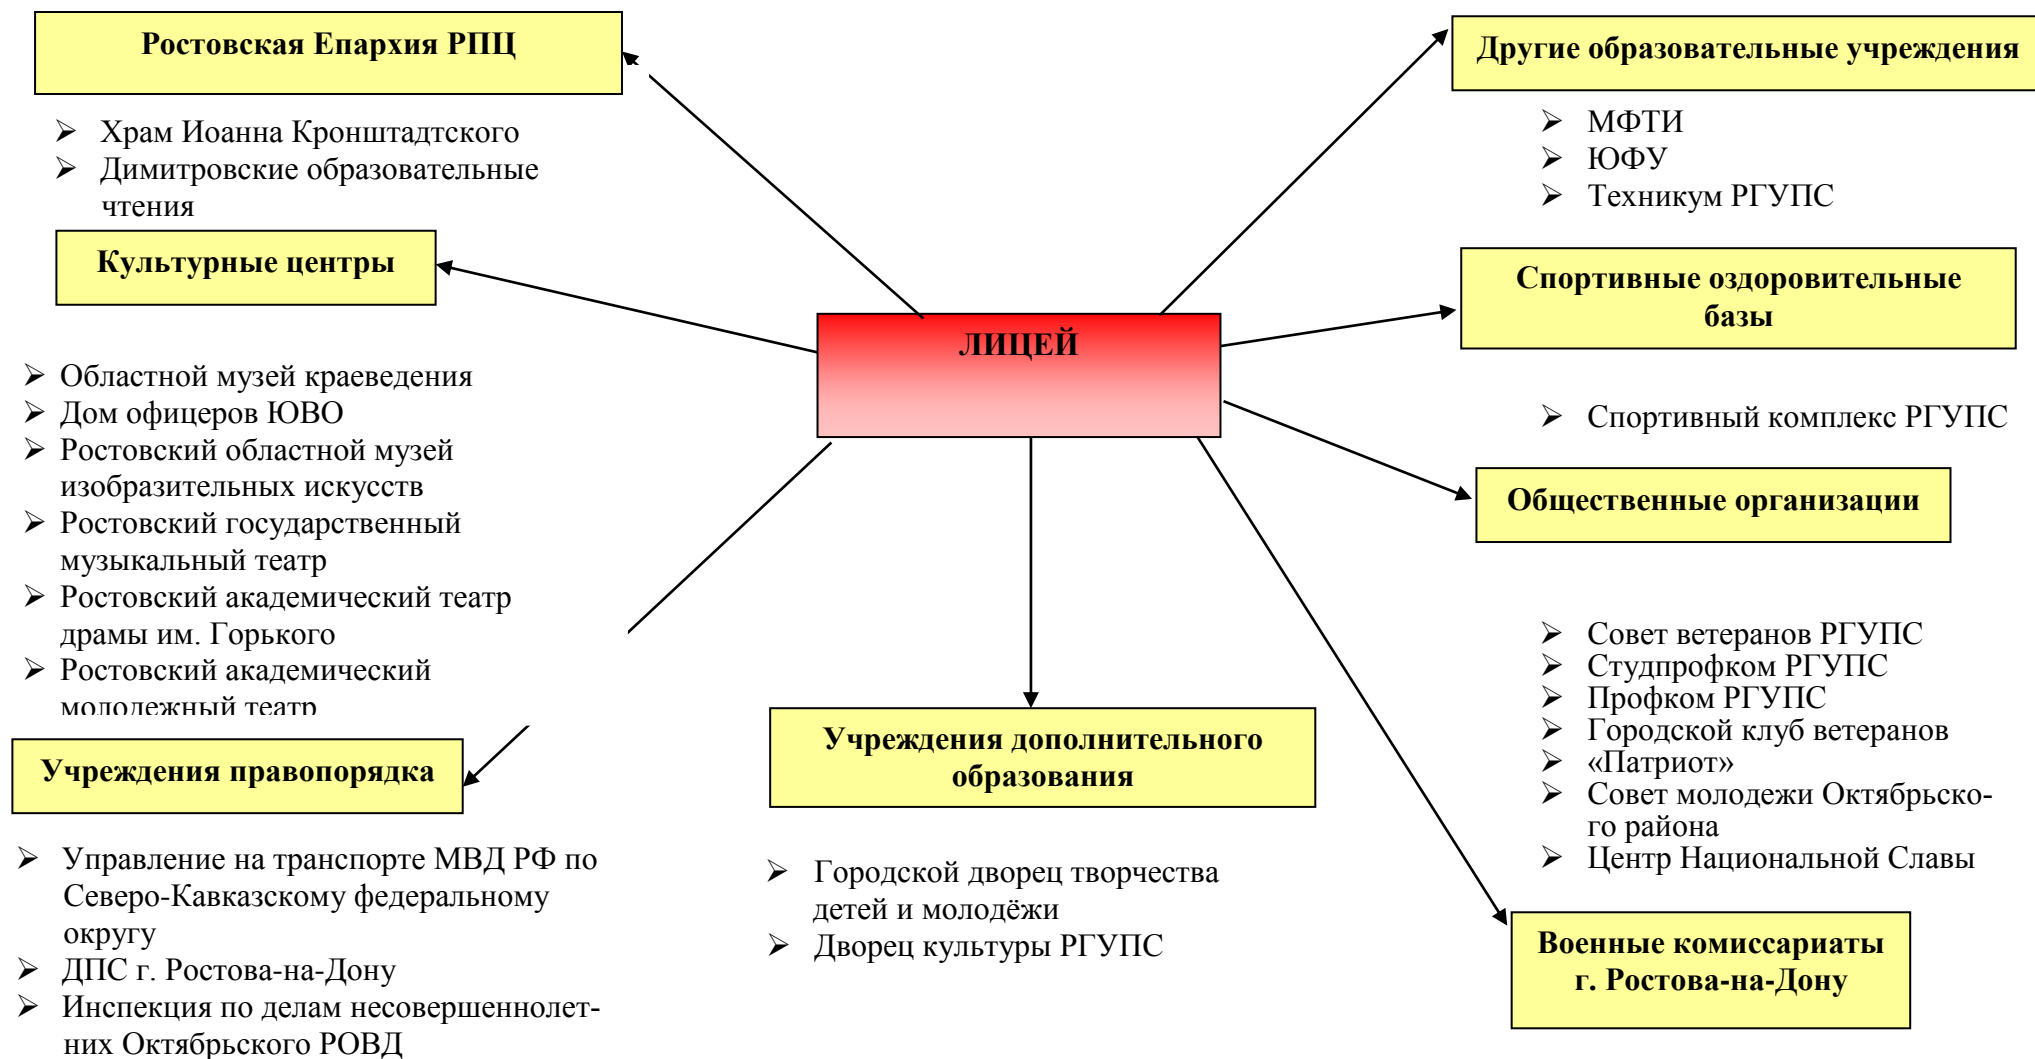 Ростовская Епархия РПЦ
➢ Храм Иоанна Кронштадтского
➢ Димитровские образовательные
чтения
Культурные центры
➢ Областной музей краеведения
➢ Дом офицеров ЮВО
➢ Ростовский областной музей
изобразительных искусств
➢ Ростовский государственный
музыкальный театр
➢ Ростовский академический театр
драмы им. Горького
➢ Ростовский академический
молодежный театр
Учреждения правопорядка
➢ Управление на транспорте МВД РФ по
Северо-Кавказскому федеральному
округу
➢ ДПС г. Ростова-на-Дону
➢ Инспекция по делам несовершеннолет-
них Октябрьского РОВД
ЛИЦЕЙ
Учреждения дополнительного
образования
➢ Городской дворец творчества
детей и молодёжи
➢ Дворец культуры РГУПС
Другие образовательные учреждения
➢ МФТИ
➢ ЮФУ
➢ Техникум РГУПС
Спортивные оздоровительные
базы
➢ Спортивный комплекс РГУПС
Общественные организации
➢ Совет ветеранов РГУПС
➢ Студпрофком РГУПС
➢ Профком РГУПС
➢ Городской клуб ветеранов
➢ «Патриот»
➢ Совет молодежи Октябрьско-
го района
➢ Центр Национальной Славы
Военные комиссариаты
г. Ростова-на-Дону